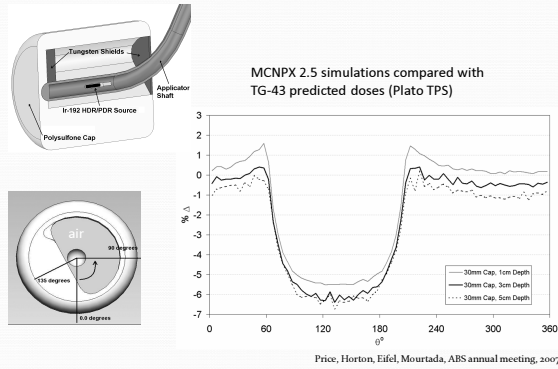 Tungsten Shields
Applicator
Shaft
Ir-192 HDR/PDR Source
Polysulfone Cap
MCNPX 2.5 simulations compared with
TG-43 predicted doses (Plato TPS)
air
90 degrees
135 degrees
0.0 degrees
3
2
1
0
-1
-2
-3
-4
-5
-6
-7
% Δ
0 60 120 180 240 300 360
θ°
30mm Cap, 1cm Depth
30mm Cap, 3cm Depth
30mm Cap, 5cm Depth
Price, Horton, Eifel, Mourtada, ABS annual meeting, 2007